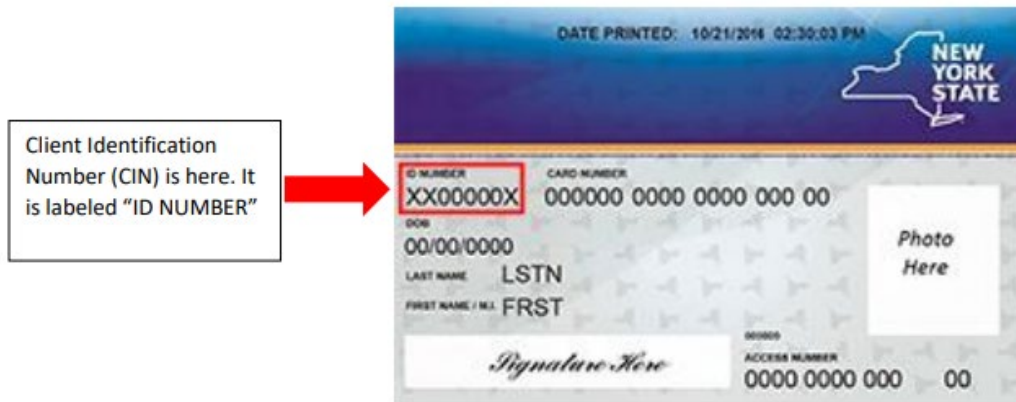 DATE PRINTED: 10/21/2016 02:30:03 PM
NEW
YORK
STATE
Client Identification
Number (CIN) is here. It
is labeled “ID NUMBER”
ID NUMBER CARD NUMBER
XX00000X 000000 0000 0000 000 00
DOB
00/00/0000
LAST NAME LSTN
FIRST NAME / M.I. FRST
Photo
Here
Signature Here
000000
ACCESS NUMBER
0000 0000 000 00